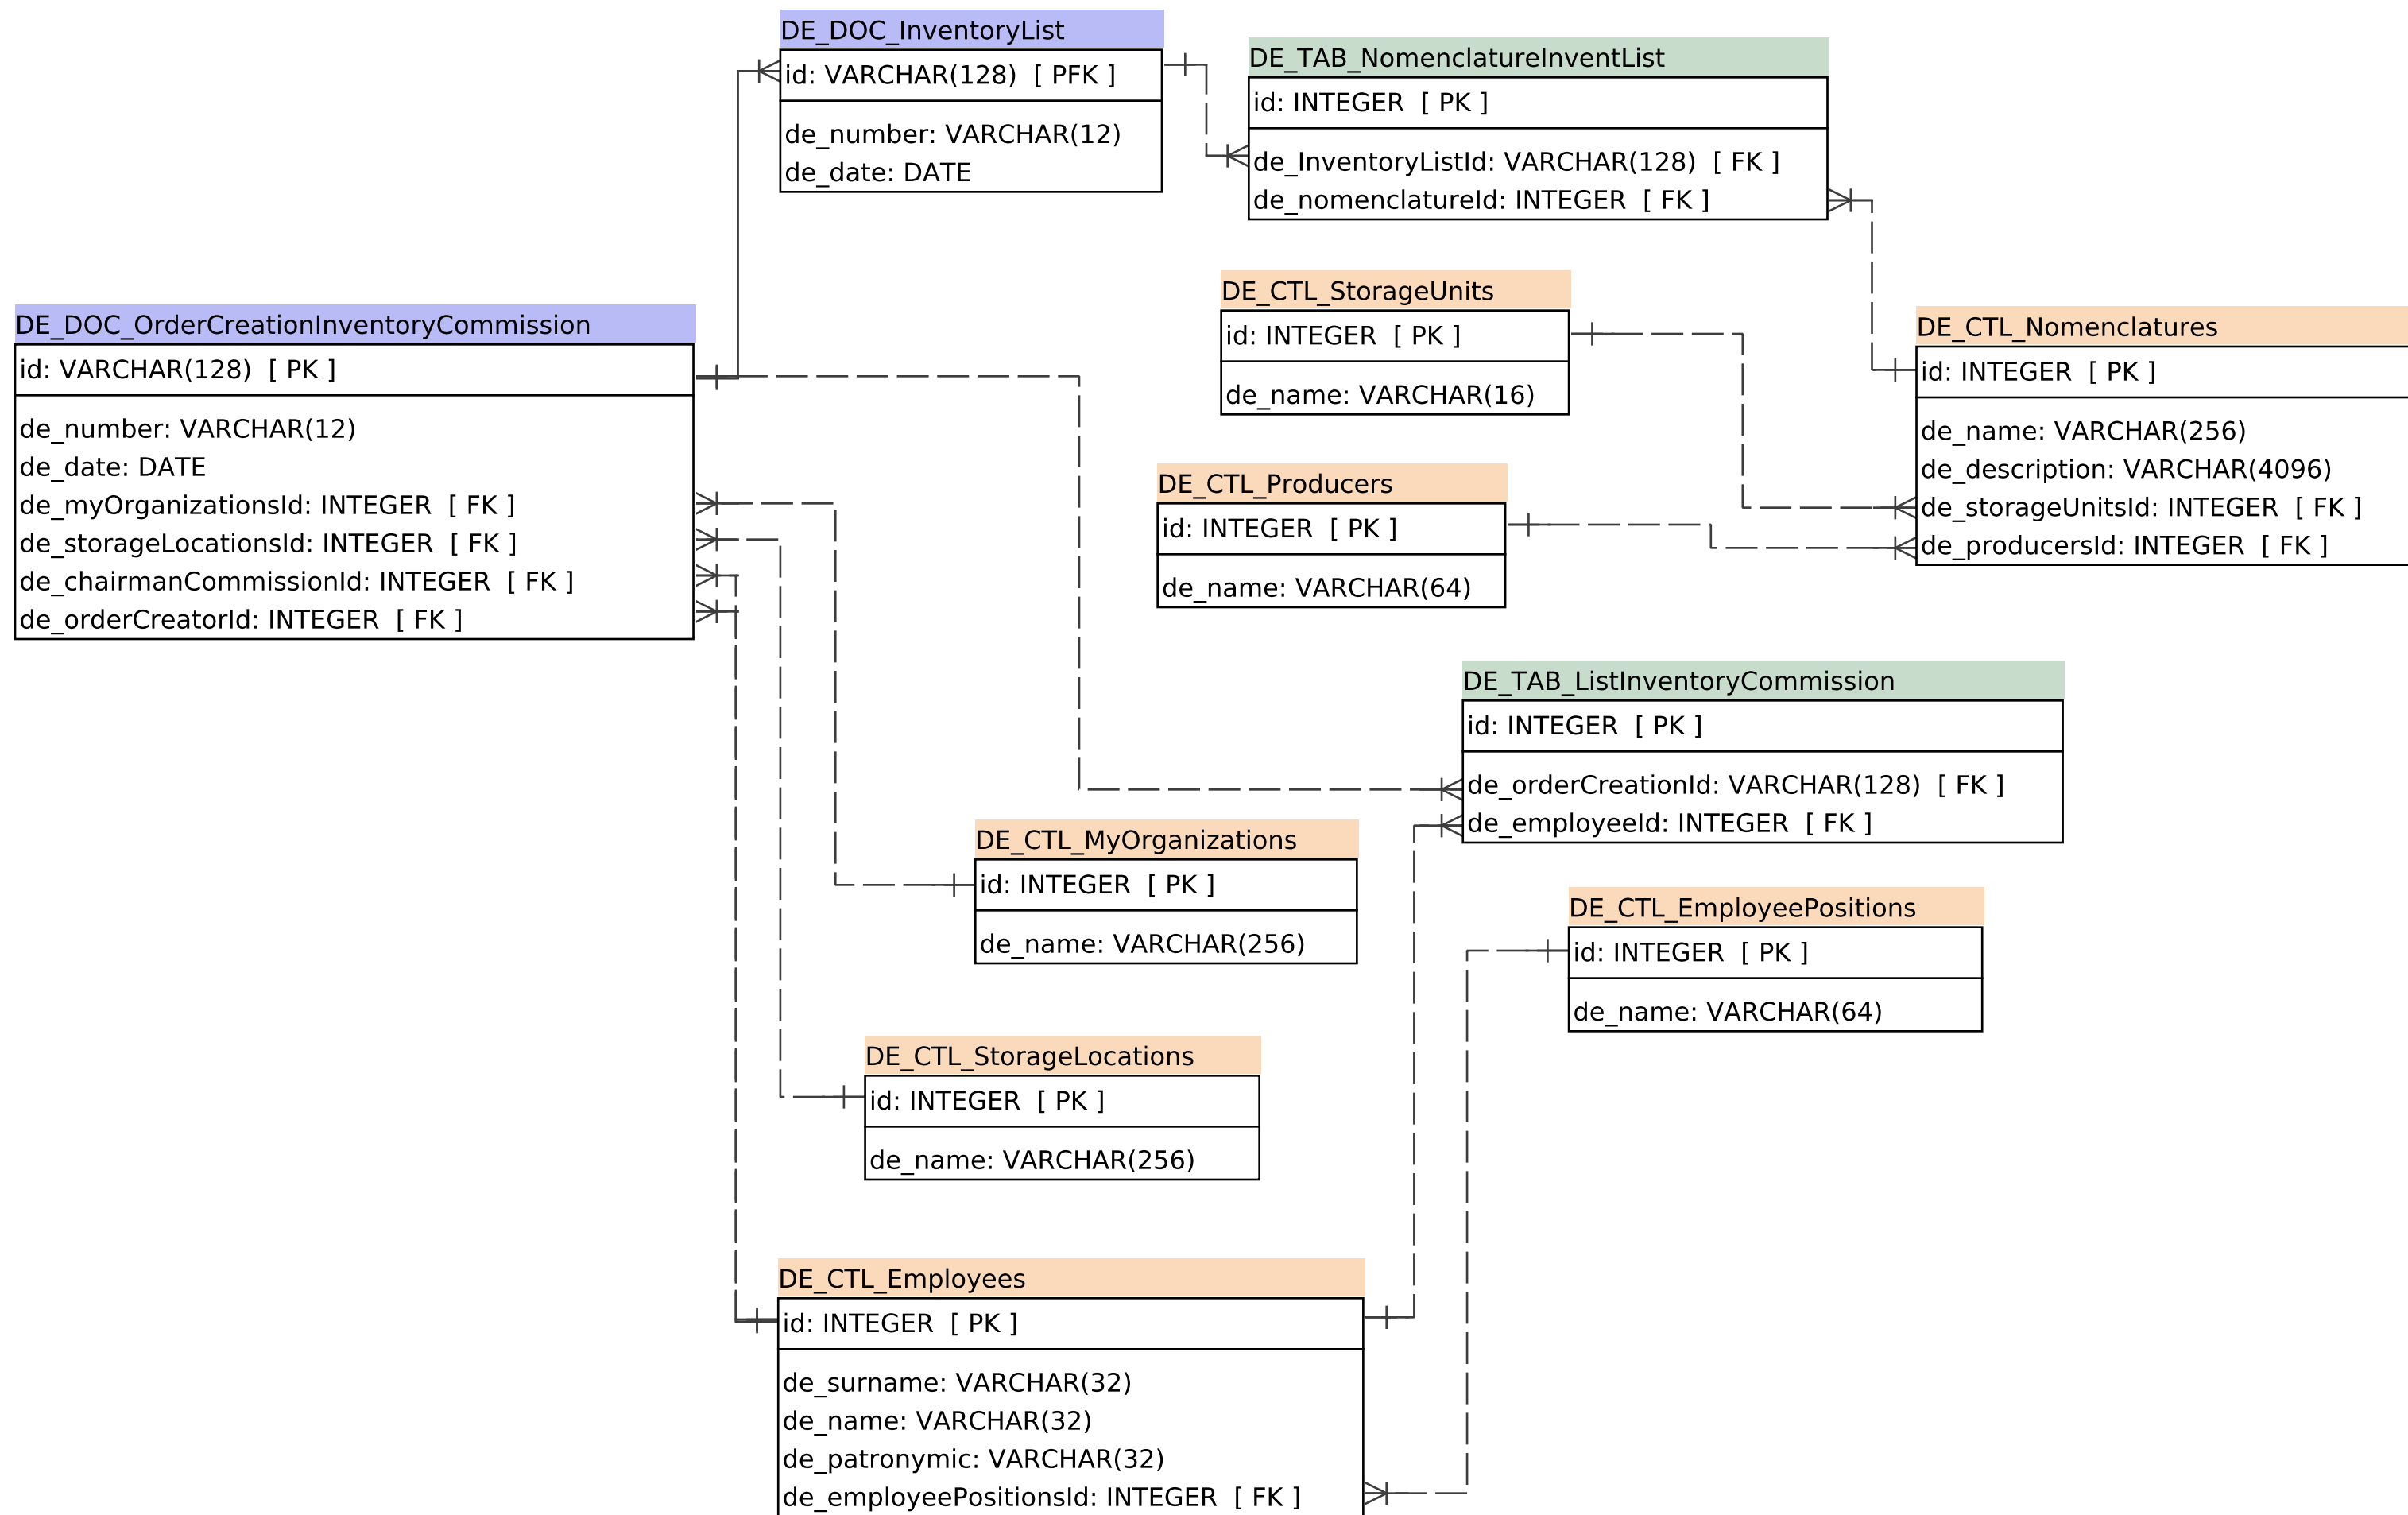 DE_DOC_InventoryList
id: VARCHAR(128)  [ PFK ]
de_number: VARCHAR(12)
de_date: DATE
DE_TAB_NomenclatureInventList
id: INTEGER  [ PK ]
de_InventoryListId: VARCHAR(128)  [ FK ]
de_nomenclatureId: INTEGER  [ FK ]
DE_DOC_OrderCreationInventoryCommission
id: VARCHAR(128)  [ PK ]
de_number: VARCHAR(12)
de_date: DATE
de_myOrganizationsId: INTEGER  [ FK ]
de_storageLocationsId: INTEGER  [ FK ]
de_chairmanCommissionId: INTEGER  [ FK ]
de_orderCreatorId: INTEGER  [ FK ]
DE_CTL_StorageUnits
id: INTEGER  [ PK ]
de_name: VARCHAR(16)
DE_CTL_Nomenclatures
id: INTEGER  [ PK ]
de_name: VARCHAR(256)
de_description: VARCHAR(4096)
de_storageUnitsId: INTEGER  [ FK ]
de_producersId: INTEGER  [ FK ]
DE_CTL_Producers
id: INTEGER  [ PK ]
de_name: VARCHAR(64)
DE_TAB_ListInventoryCommission
id: INTEGER  [ PK ]
de_orderCreationId: VARCHAR(128)  [ FK ]
de_employeeId: INTEGER  [ FK ]
DE_CTL_MyOrganizations
id: INTEGER  [ PK ]
de_name: VARCHAR(256)
DE_CTL_EmployeePositions
id: INTEGER  [ PK ]
de_name: VARCHAR(64)
DE_CTL_StorageLocations
id: INTEGER  [ PK ]
de_name: VARCHAR(256)
DE_CTL_Employees
id: INTEGER  [ PK ]
de_surname: VARCHAR(32)
de_name: VARCHAR(32)
de_patronymic: VARCHAR(32)
de_employeePositionsId: INTEGER  [ FK ]